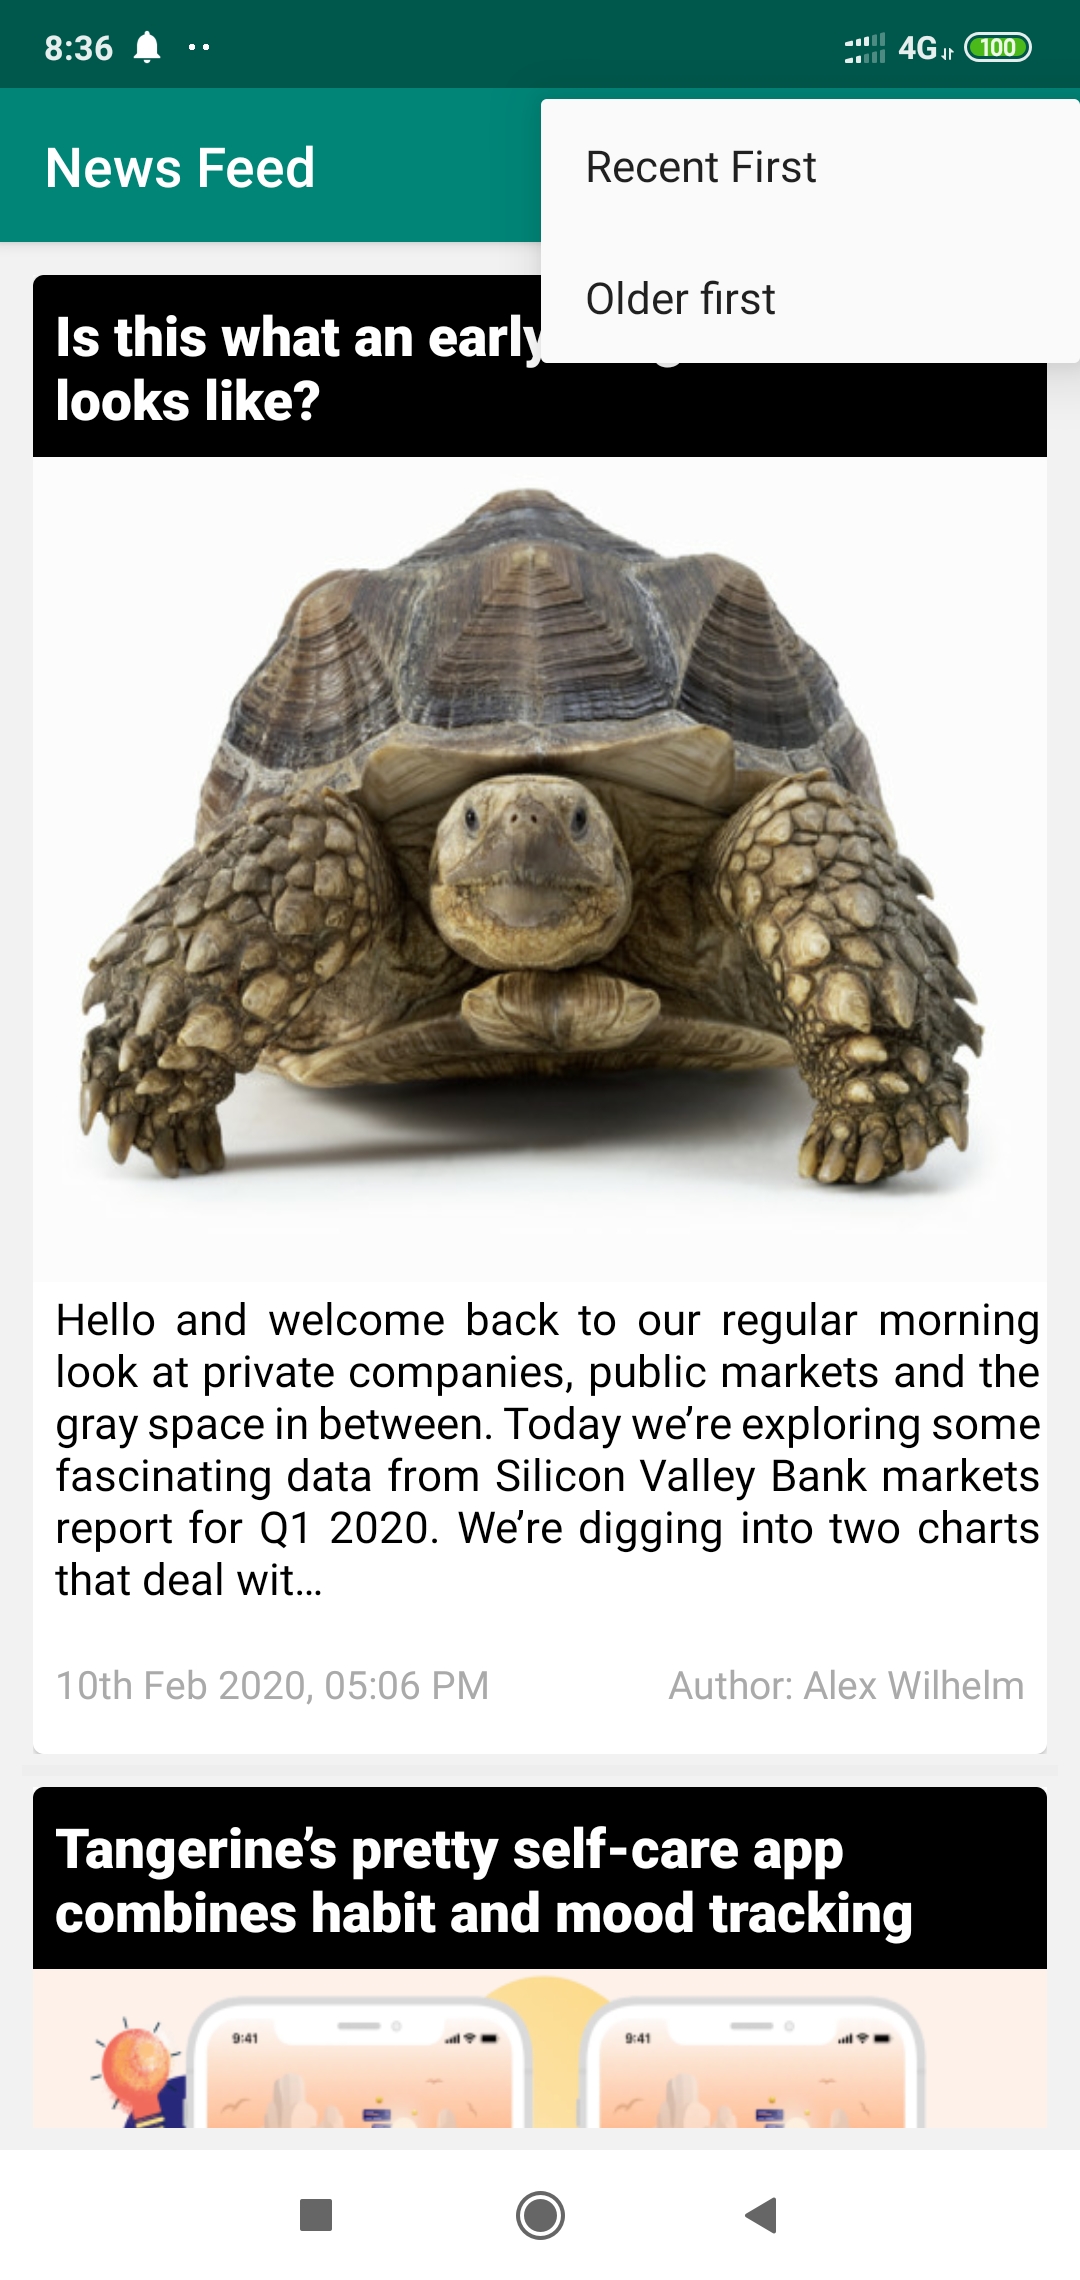 8:36
4G
100
News Feed
Recent First
Older first
Is this what an early
looks like?
Hello and welcome back to our regular morning
look at private companies, public markets and the
gray space in between. Today we’re exploring some
fascinating data from Silicon Valley Bank markets
report for Q1 2020. We’re digging into two charts
that deal wit…
10th Feb 2020, 05:06 PM
Author: Alex Wilhelm
Tangerine’s pretty self-care app
combines habit and mood tracking
9:41
9:41